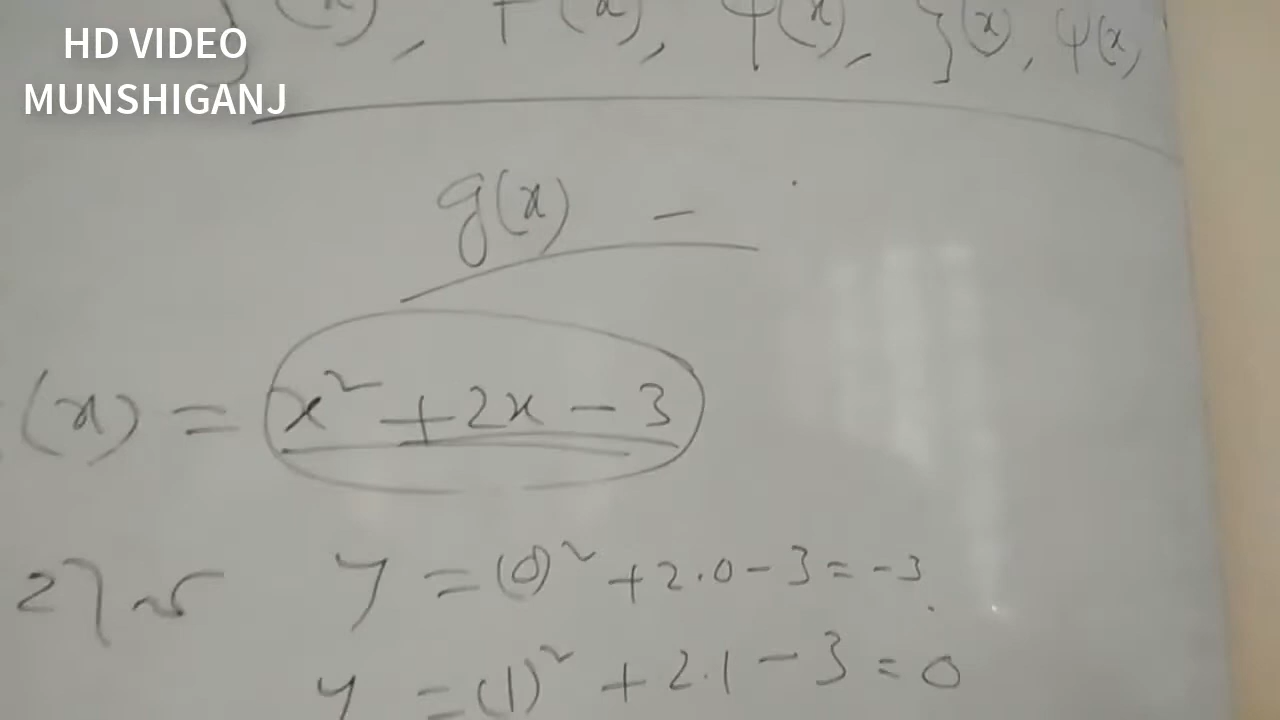 HD VIDEO
MUNSHIGANJ
(x), φ(x), ψ(x), ξ(x), ψ(x)
g(x) –
(x) = x² + 2x – 3
y = (0)² + 2.0 – 3 = -3
y = (1)² + 2.1 – 3 = 0